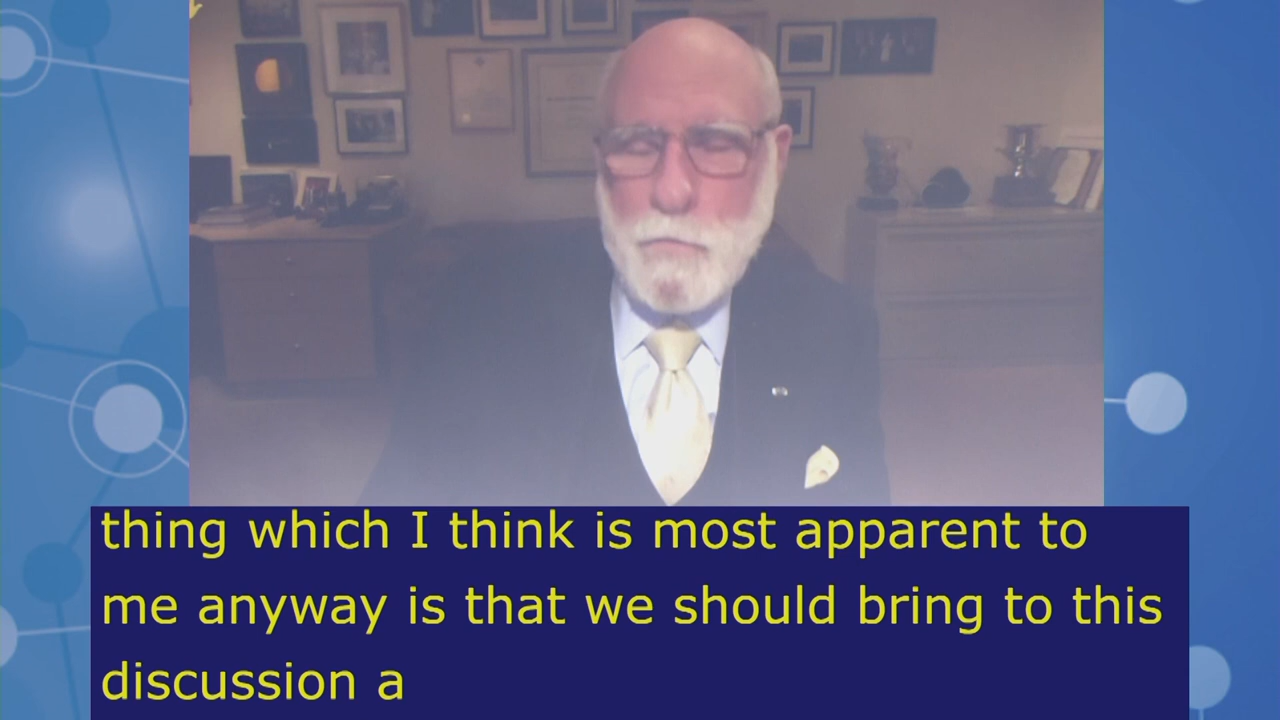 thing which I think is most apparent to
me anyway is that we should bring to this
discussion a